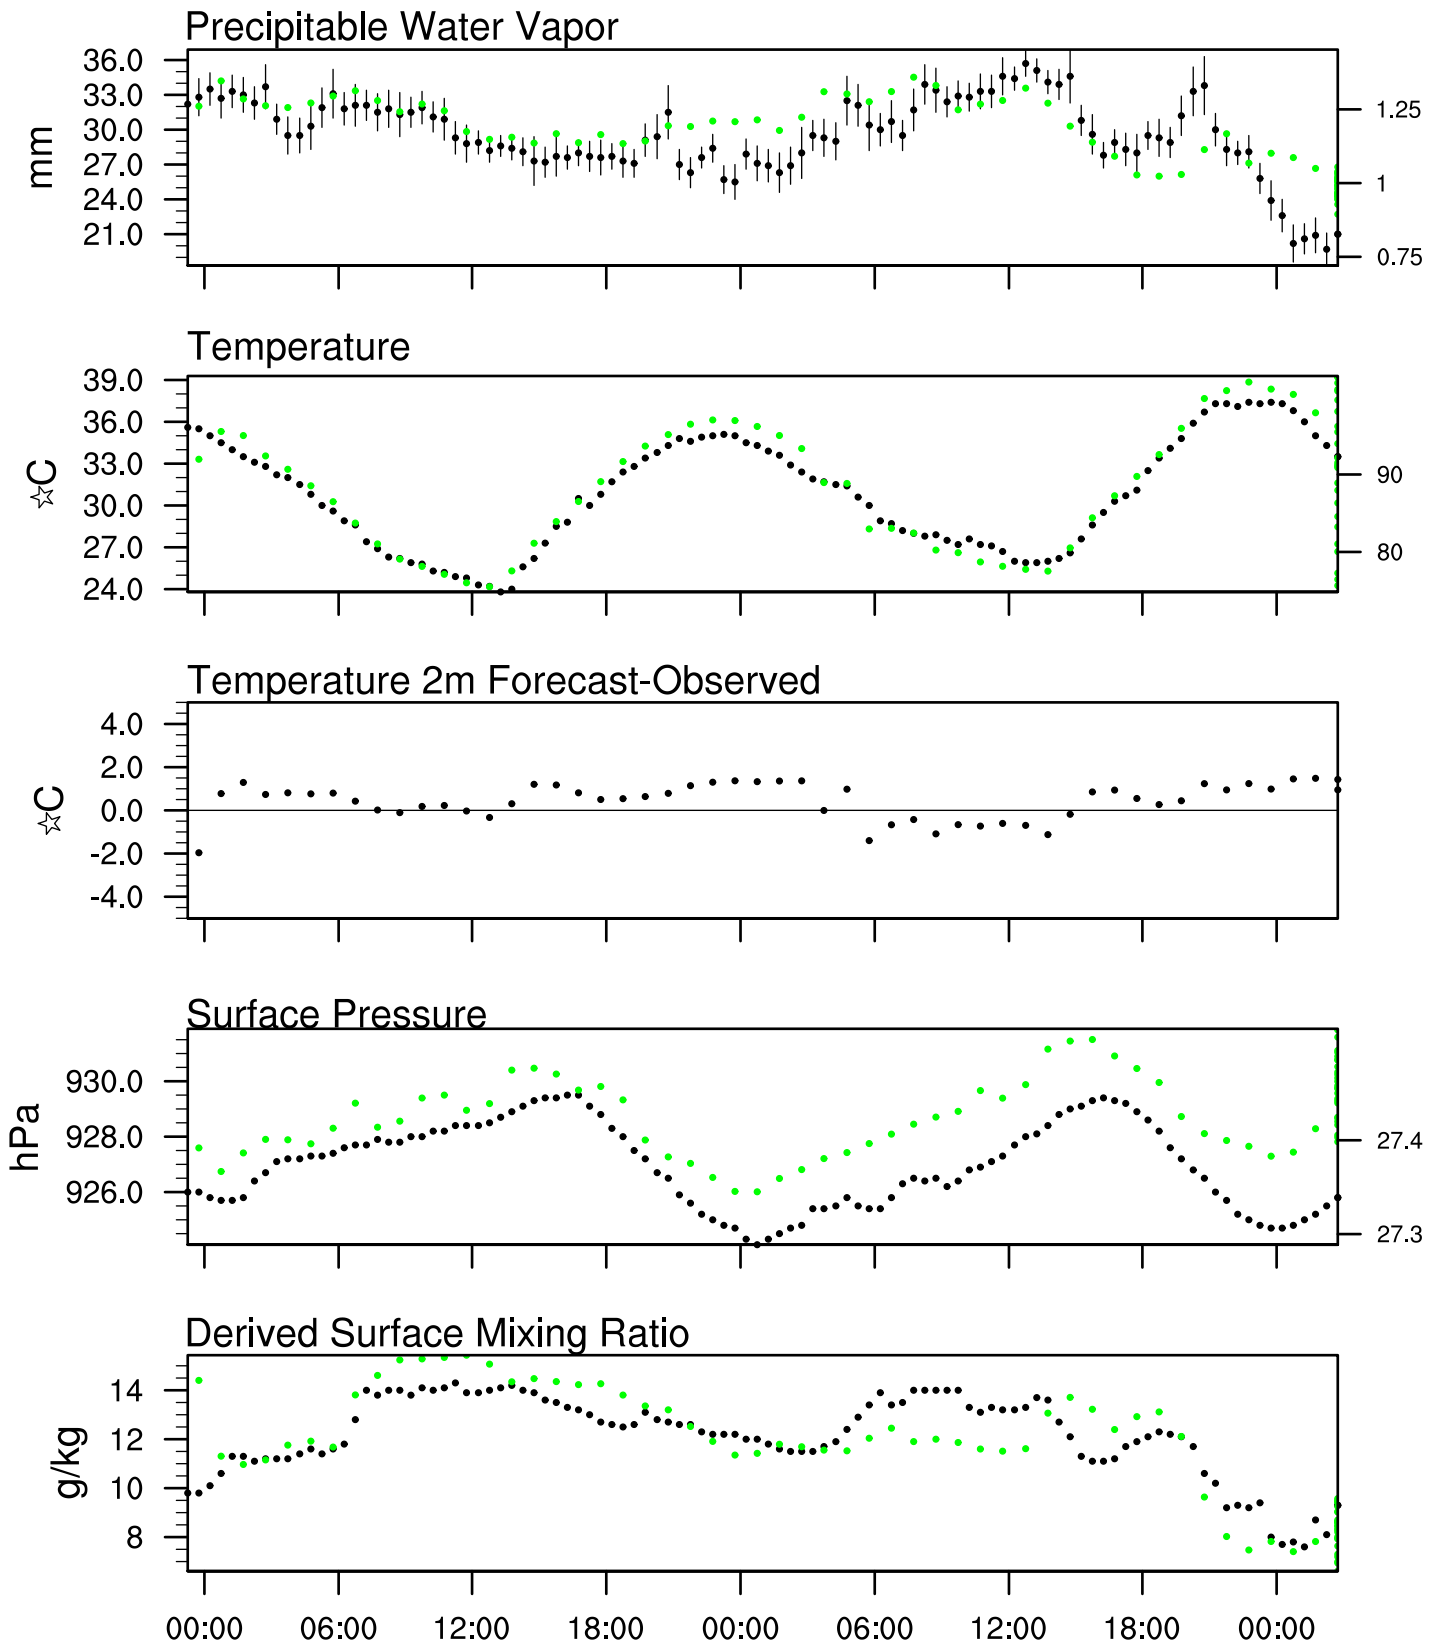 Precipitable Water Vapor
36.0
33.0
30.0
27.0
24.0
21.0
mm
1.25
1
0.75
Temperature
39.0
36.0
33.0
30.0
27.0
24.0
☆C
90
80
Temperature 2m Forecast-Observed
4.0
2.0
0.0
-2.0
-4.0
☆C
Surface Pressure
930.0
928.0
926.0
hPa
27.4
27.3
Derived Surface Mixing Ratio
14
12
10
8
g/kg
00:00 06:00 12:00 18:00 00:00 06:00 12:00 18:00 00:00